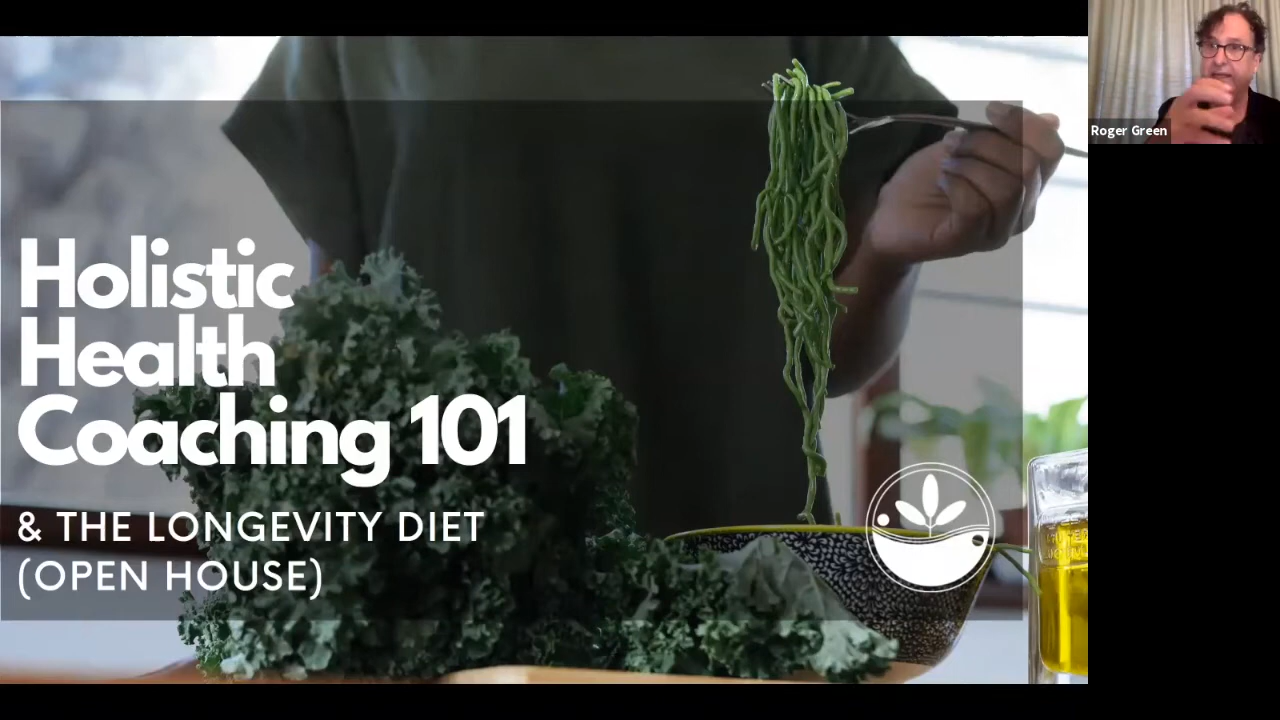 Holistic
Health
Coaching 101
& THE LONGEVITY DIET
(OPEN HOUSE)
Roger Green